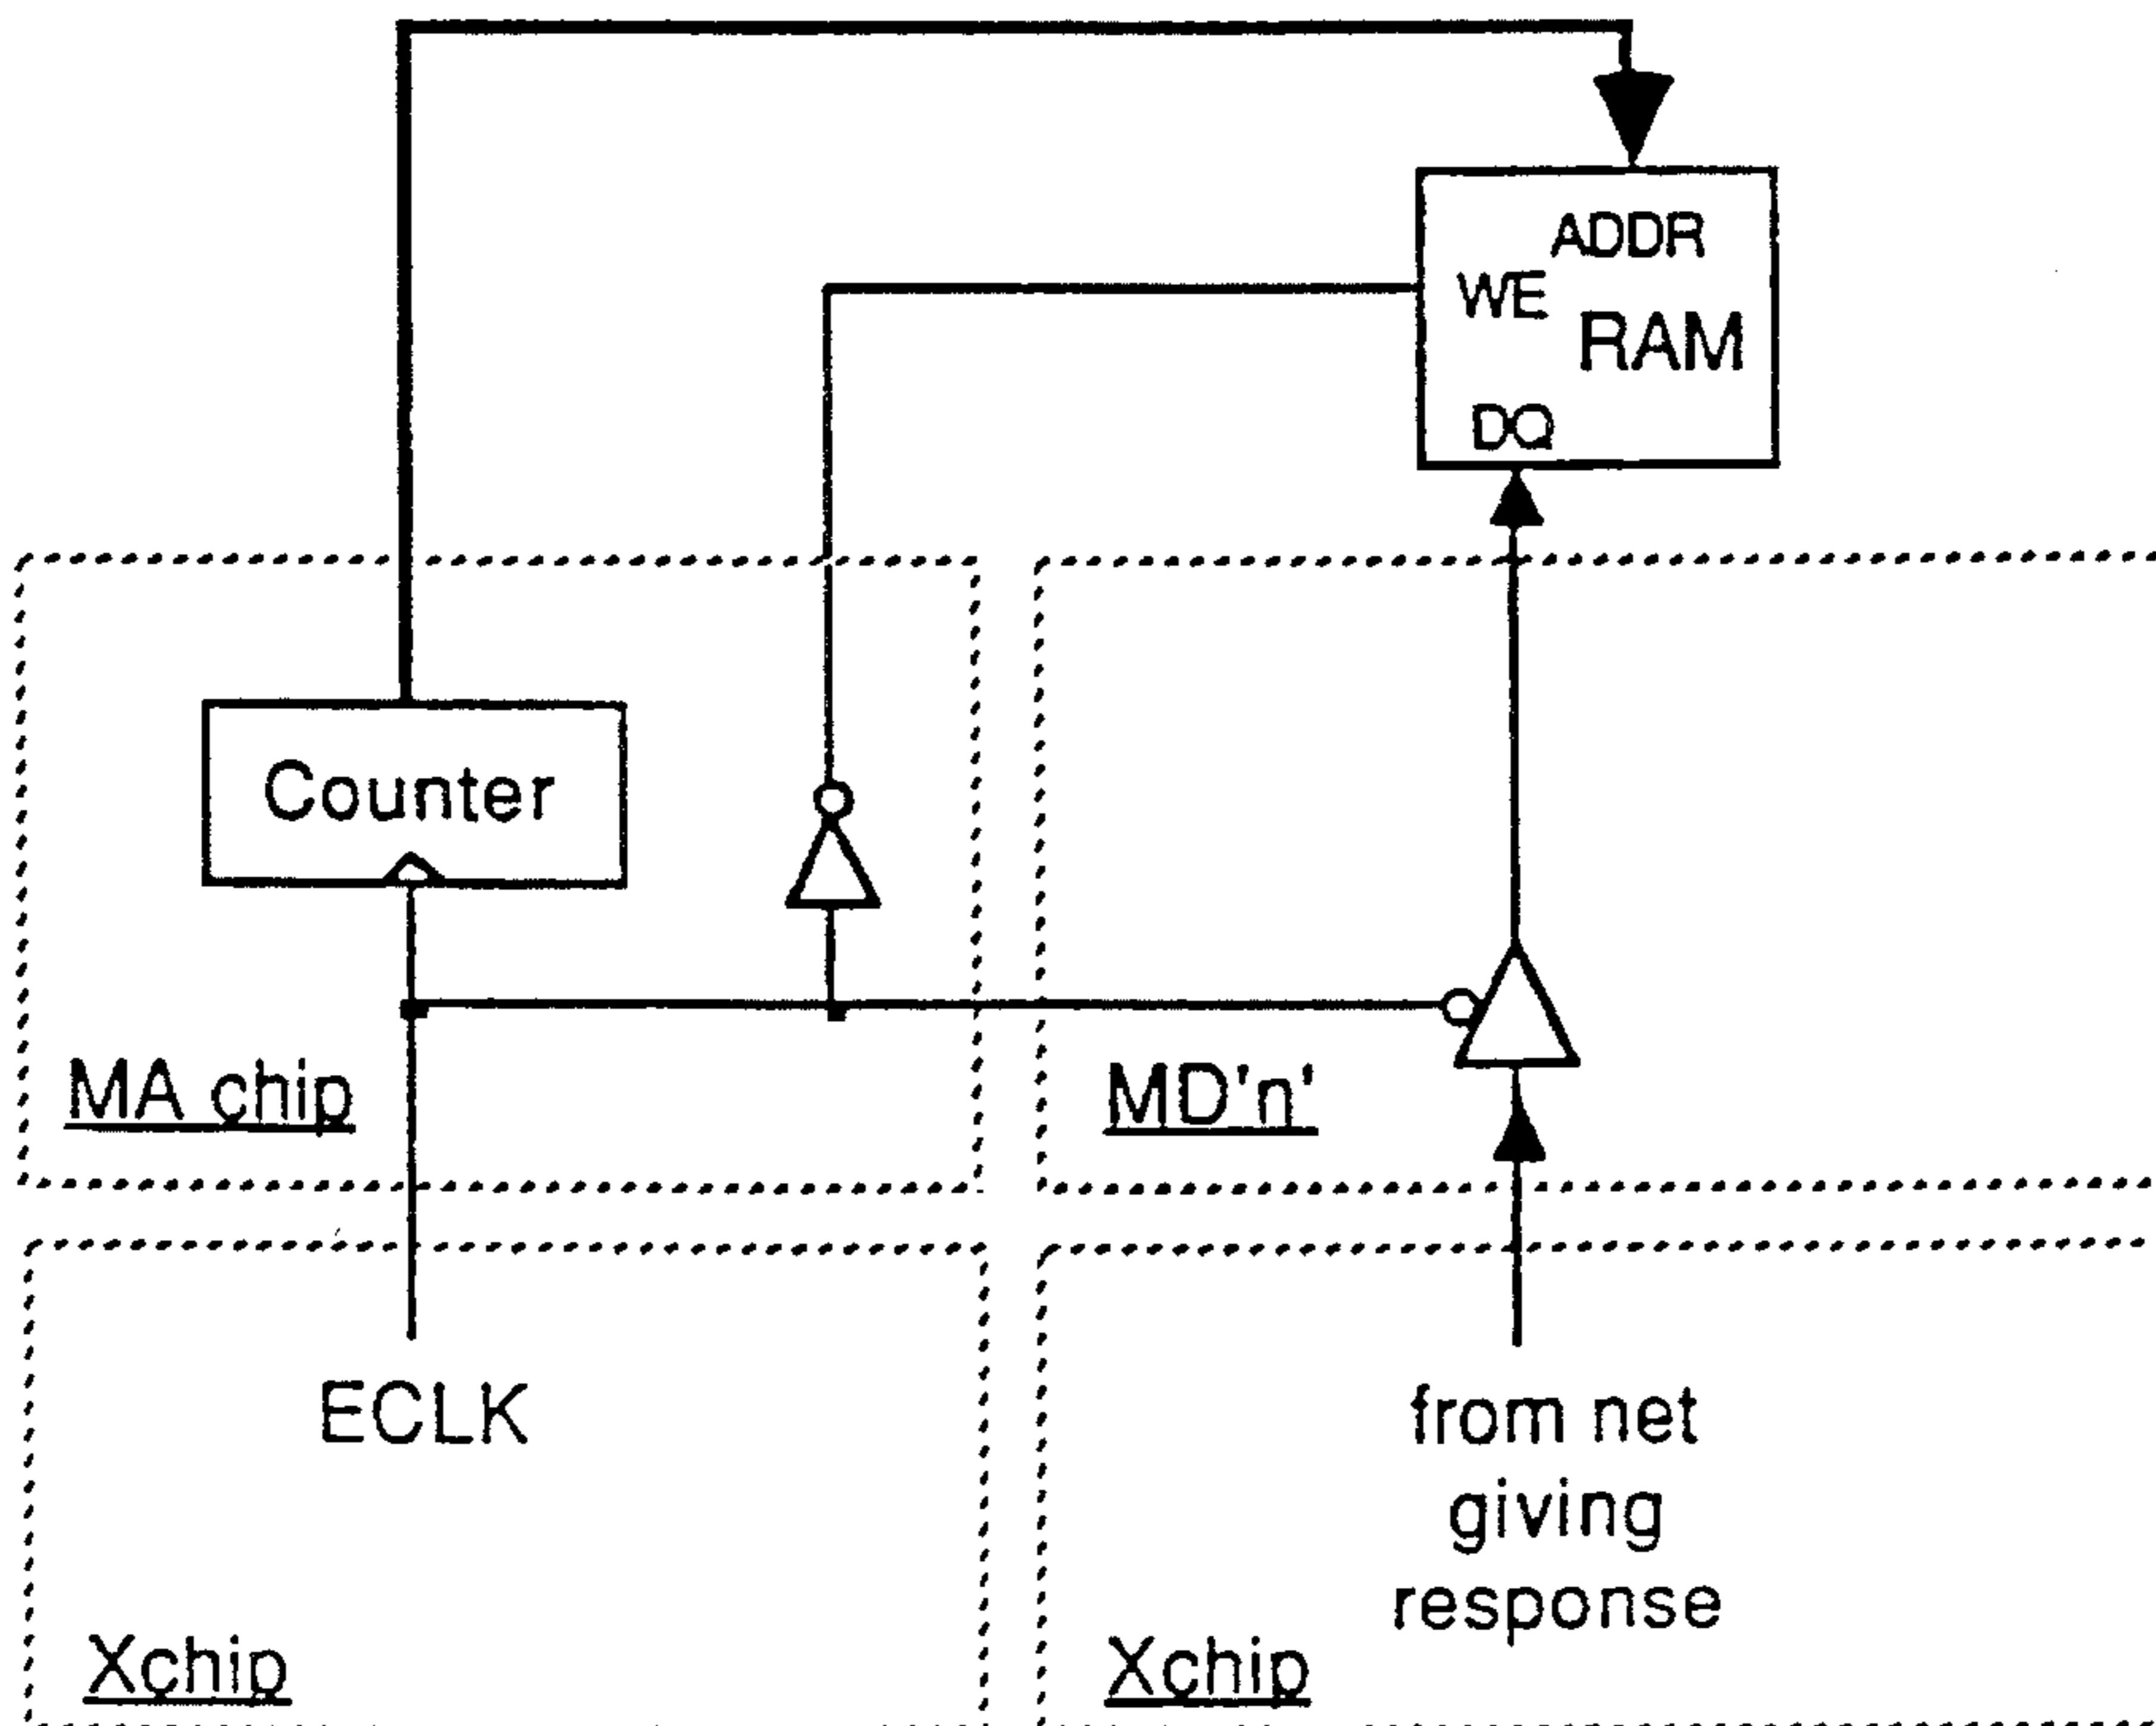 ADDR
WE
RAM
DQ
Counter
MA chip
MD'n'
ECLK
from net
giving
response
Xchip
Xchip